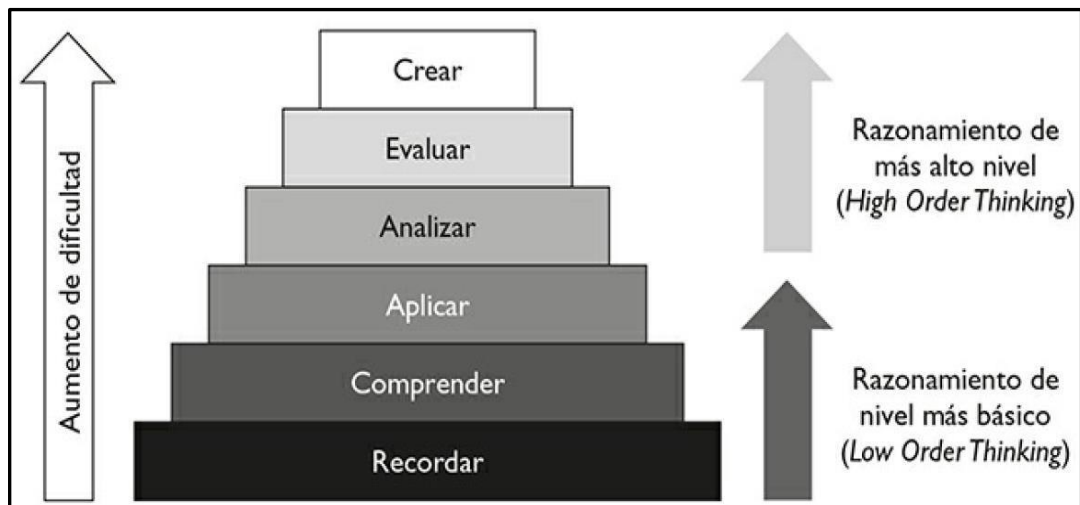 Aumento de dificultad
Crear
Evaluar
Analizar
Aplicar
Comprender
Recordar
Razonamiento de
más alto nivel
(High Order Thinking)
Razonamiento de
nivel más básico
(Low Order Thinking)